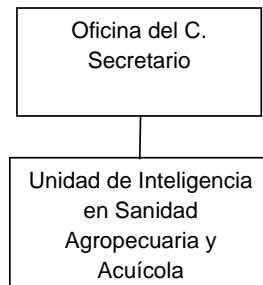 Oficina del C.
Secretario
Unidad de Inteligencia
en Sanidad
Agropecuaria y
Acuícola